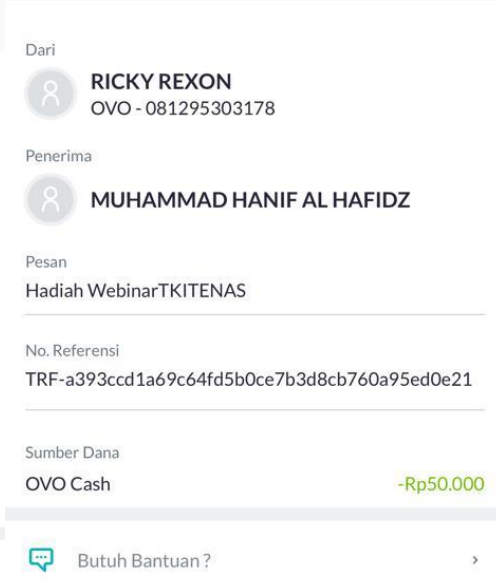 Dari
RICKY REXON
OVO - 081295303178
Penerima
MUHAMMAD HANIF AL HAFIDZ
Pesan
Hadiah WebinarTKITENAS
No. Referensi
TRF-a393ccd1a69c64fd5b0ce7b3d8cb760a95ed0e21
Sumber Dana
OVO Cash -Rp50.000
Butuh Bantuan ?